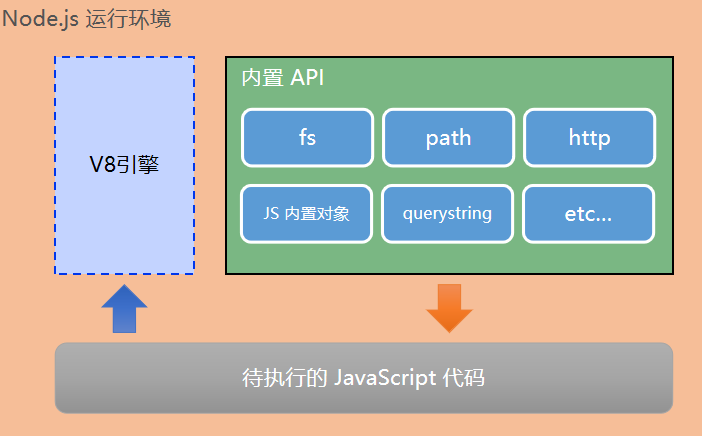 Node.js 运行环境
V8引擎
内置 API
fs
path
http
JS 内置对象
querystring
etc...
待执行的 JavaScript 代码